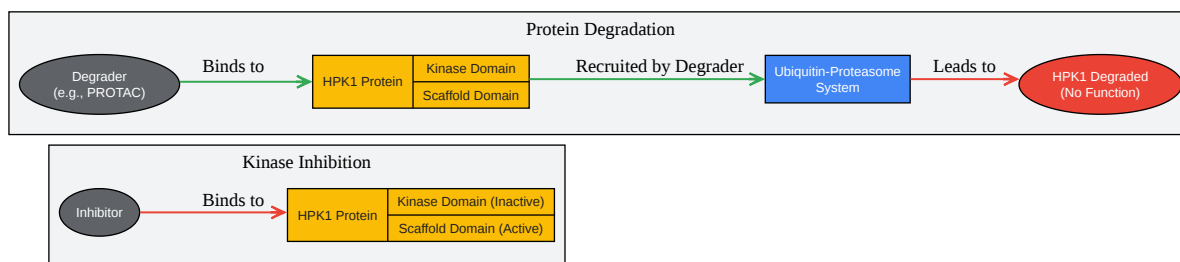 Protein Degradation
Degrader
(e.g., PROTAC)
Binds to
HPK1 Protein
Kinase Domain
Scaffold Domain
Recruited by Degrader
Ubiquitin-Proteasome
System
Leads to
HPK1 Degraded
(No Function)
Kinase Inhibition
Inhibitor
Binds to
HPK1 Protein
Kinase Domain (Inactive)
Scaffold Domain (Active)